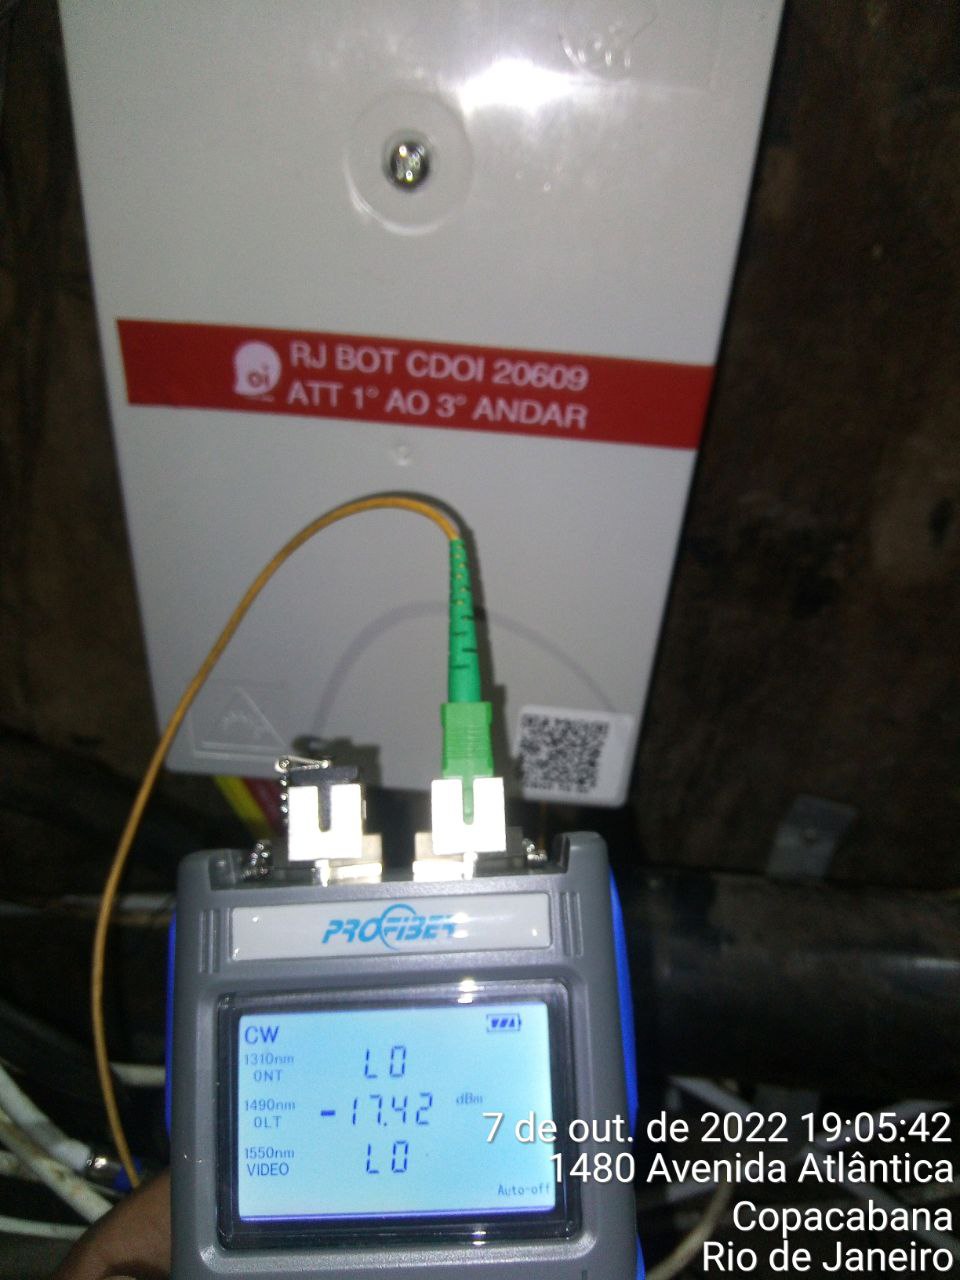 oi
RJ BOT CDOI 20609
ATT 1° AO 3° ANDAR
PROFIBER
CW
1310nm
ONT
LO
1490nm
OLT
-17.42 dBm
1550nm
VIDEO
LO
Auto-off
7 de out. de 2022 19:05:42
1480 Avenida Atlântica
Copacabana
Rio de Janeiro